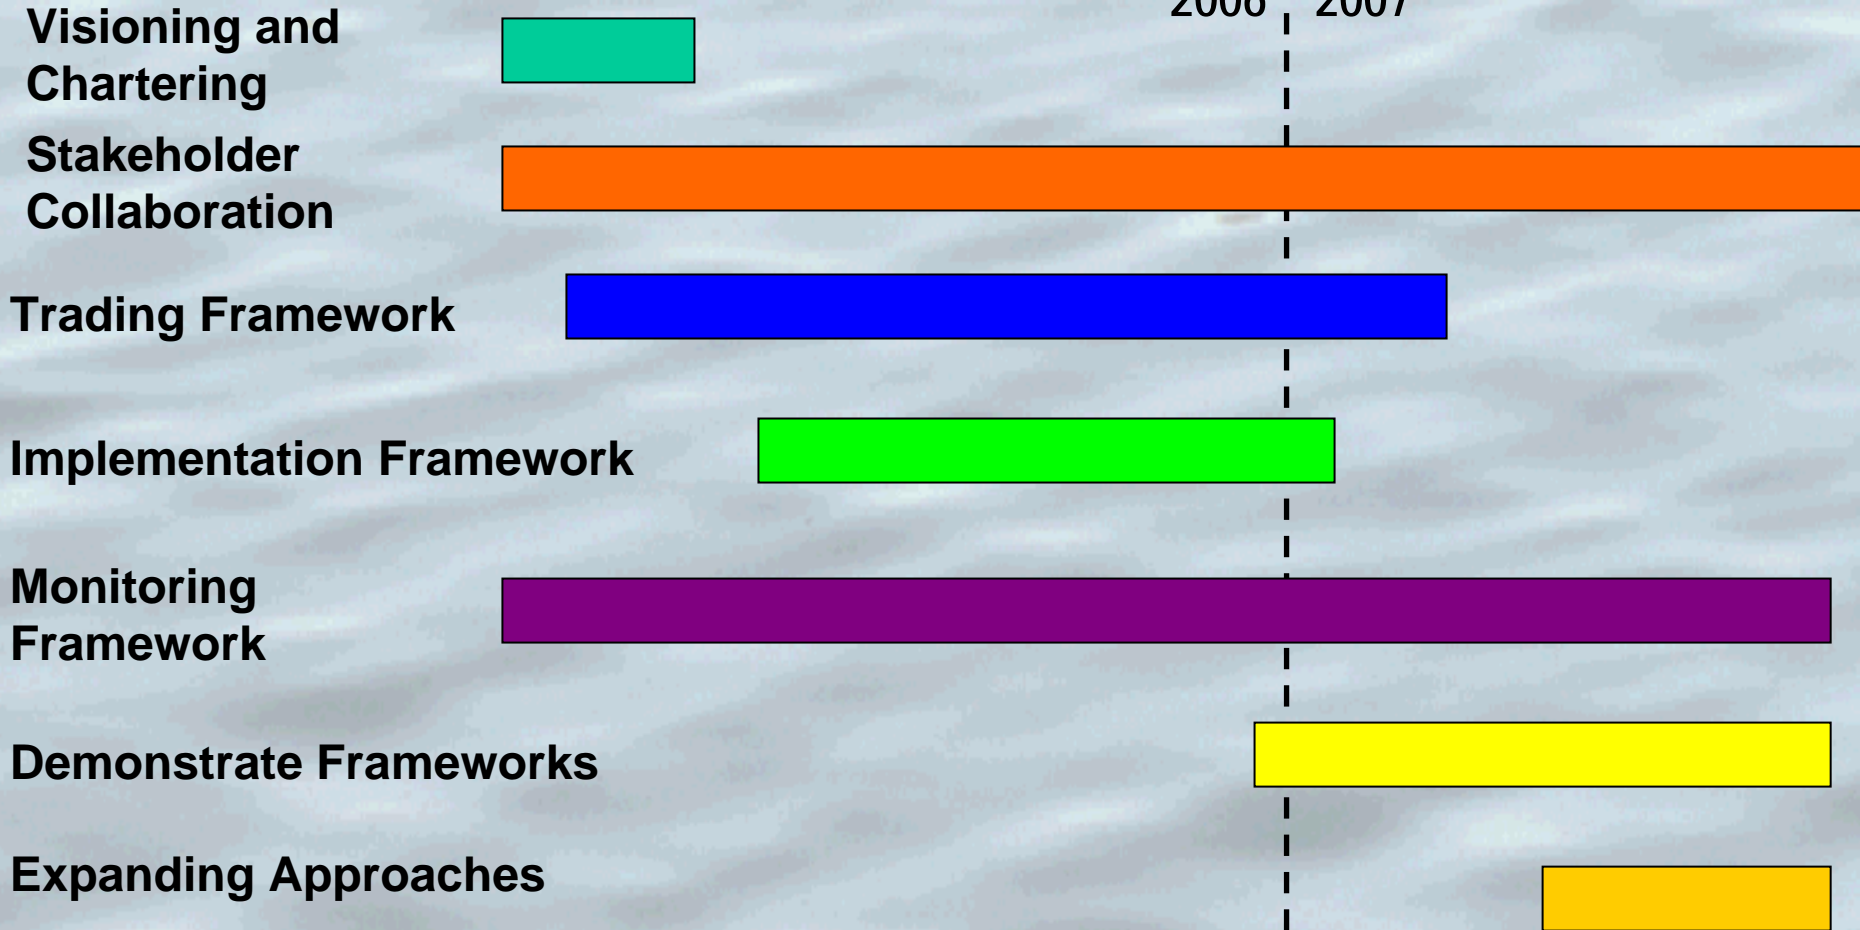 2006 2007
Visioning and
Chartering
Stakeholder
Collaboration
Trading Framework
Implementation Framework
Monitoring
Framework
Demonstrate Frameworks
Expanding Approaches